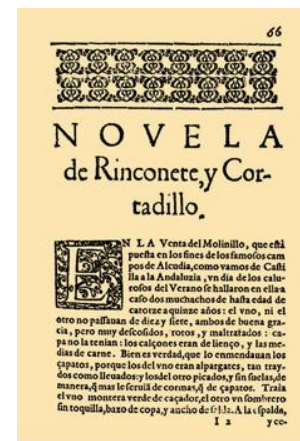 66
NOVELA
de Rinconete, y Cor-
tadillo.
EN LA Venta del Molinillo, que està
puesta en los fines de los famosos cam
pos de Alcudia, como vamos de Casti
lla a la Andaluzia, vn dia de los calu-
rosos del Verano se hallaron en ella a
caso dos muchachos de hasta edad de
catorze a quinze años: el vno, ni el
otro no passauan de diez y siete, ambos de buena gra-
cia, pero muy descosidos, rotos, y maltratados: ca-
pa no la tenian: los calçones eran de lienço, y las me-
dias de carne. Bien es verdad, que lo enmendauan los
çapatos, porque los del vno eran alpargates, tan tray-
dos como lleuados: y los del otro picados, y sin suelas, de
manera, q̃ mas le seruiã de cormas, q̃ de çapatos. Traìa
el vno montera verde de caçador, el otro vn sombrero
sin toquilla, baxo de copa, y ancho de falda. A la espalda,
I 2 y ce-